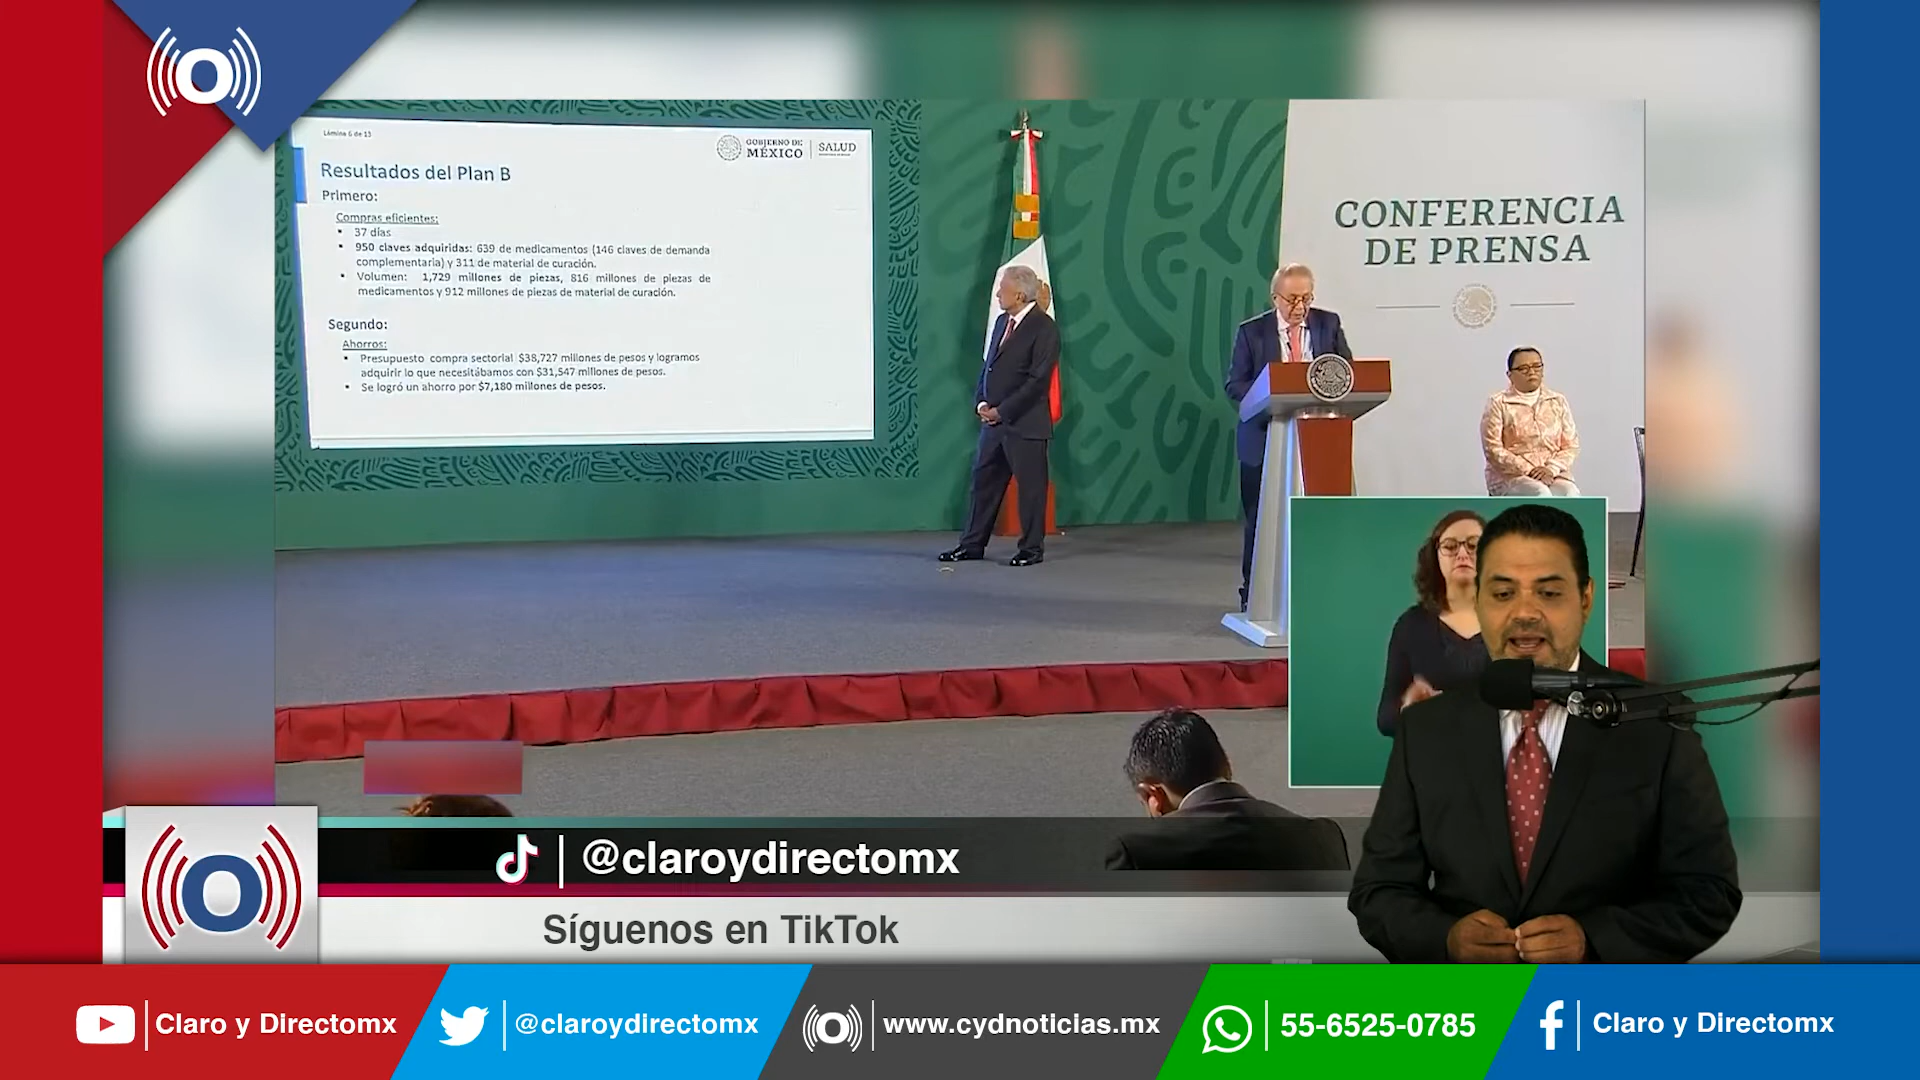 Lámina 6 de 13
GOBIERNO DE
MÉXICO
SALUD
Resultados del Plan B
Primero:
Compras eficientes:
• 37 días
• 950 claves adquiridas: 639 de medicamentos (146 claves de demanda
complementaria) y 311 de material de curación.
• Volumen: 1,729 millones de piezas, 816 millones de piezas de
medicamentos y 912 millones de piezas de material de curación.
Segundo:
Ahorros:
• Presupuesto compra sectorial $38,727 millones de pesos y logramos
adquirir lo que necesitábamos con $31,547 millones de pesos.
• Se logró un ahorro por $7,180 millones de pesos.
CONFERENCIA
DE PRENSA
@claroydirectomx
Síguenos en TikTok
Claro y Directomx
@claroydirectomx
www.cydnoticias.mx
55-6525-0785
Claro y Directomx